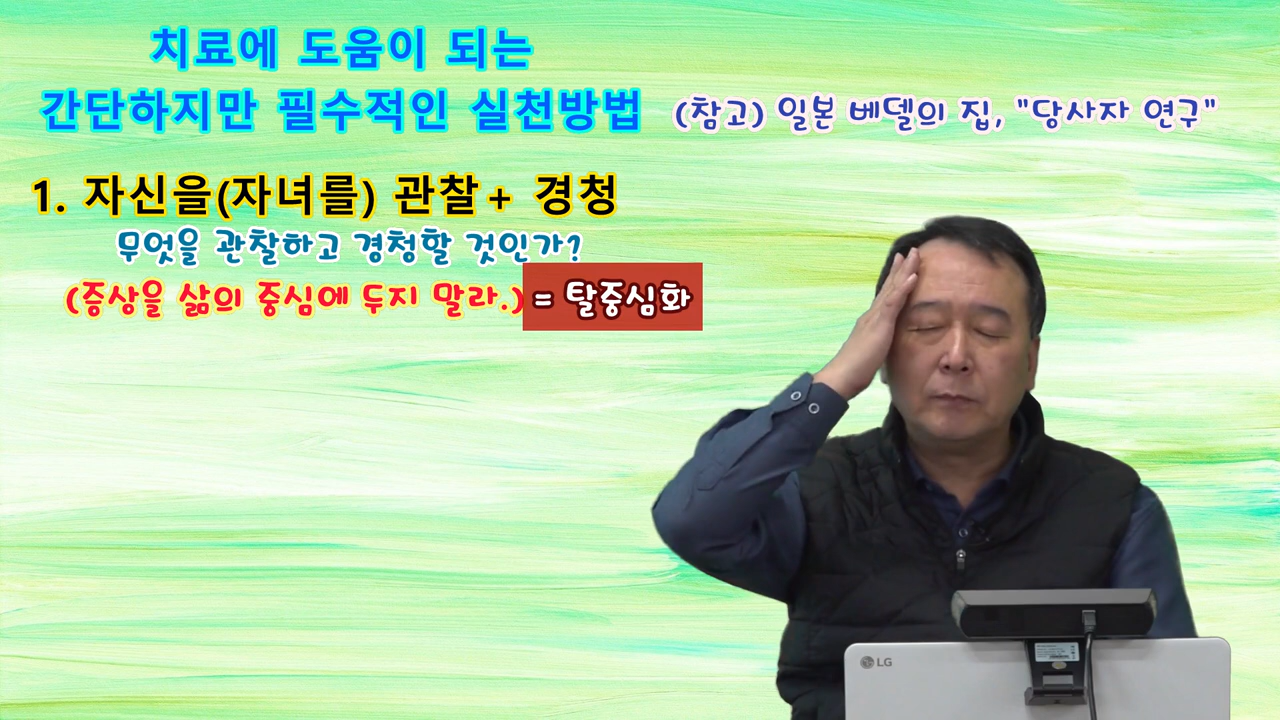 치료에 도움이 되는
간단하지만 필수적인 실천방법 (참고) 일본 베델의 집, "당사자 연구"
1. 자신을(자녀를) 관찰+ 경청
무엇을 관찰하고 경청할 것인가?
(증상을 삶의 중심에 두지 말라.) = 탈중심화
LG